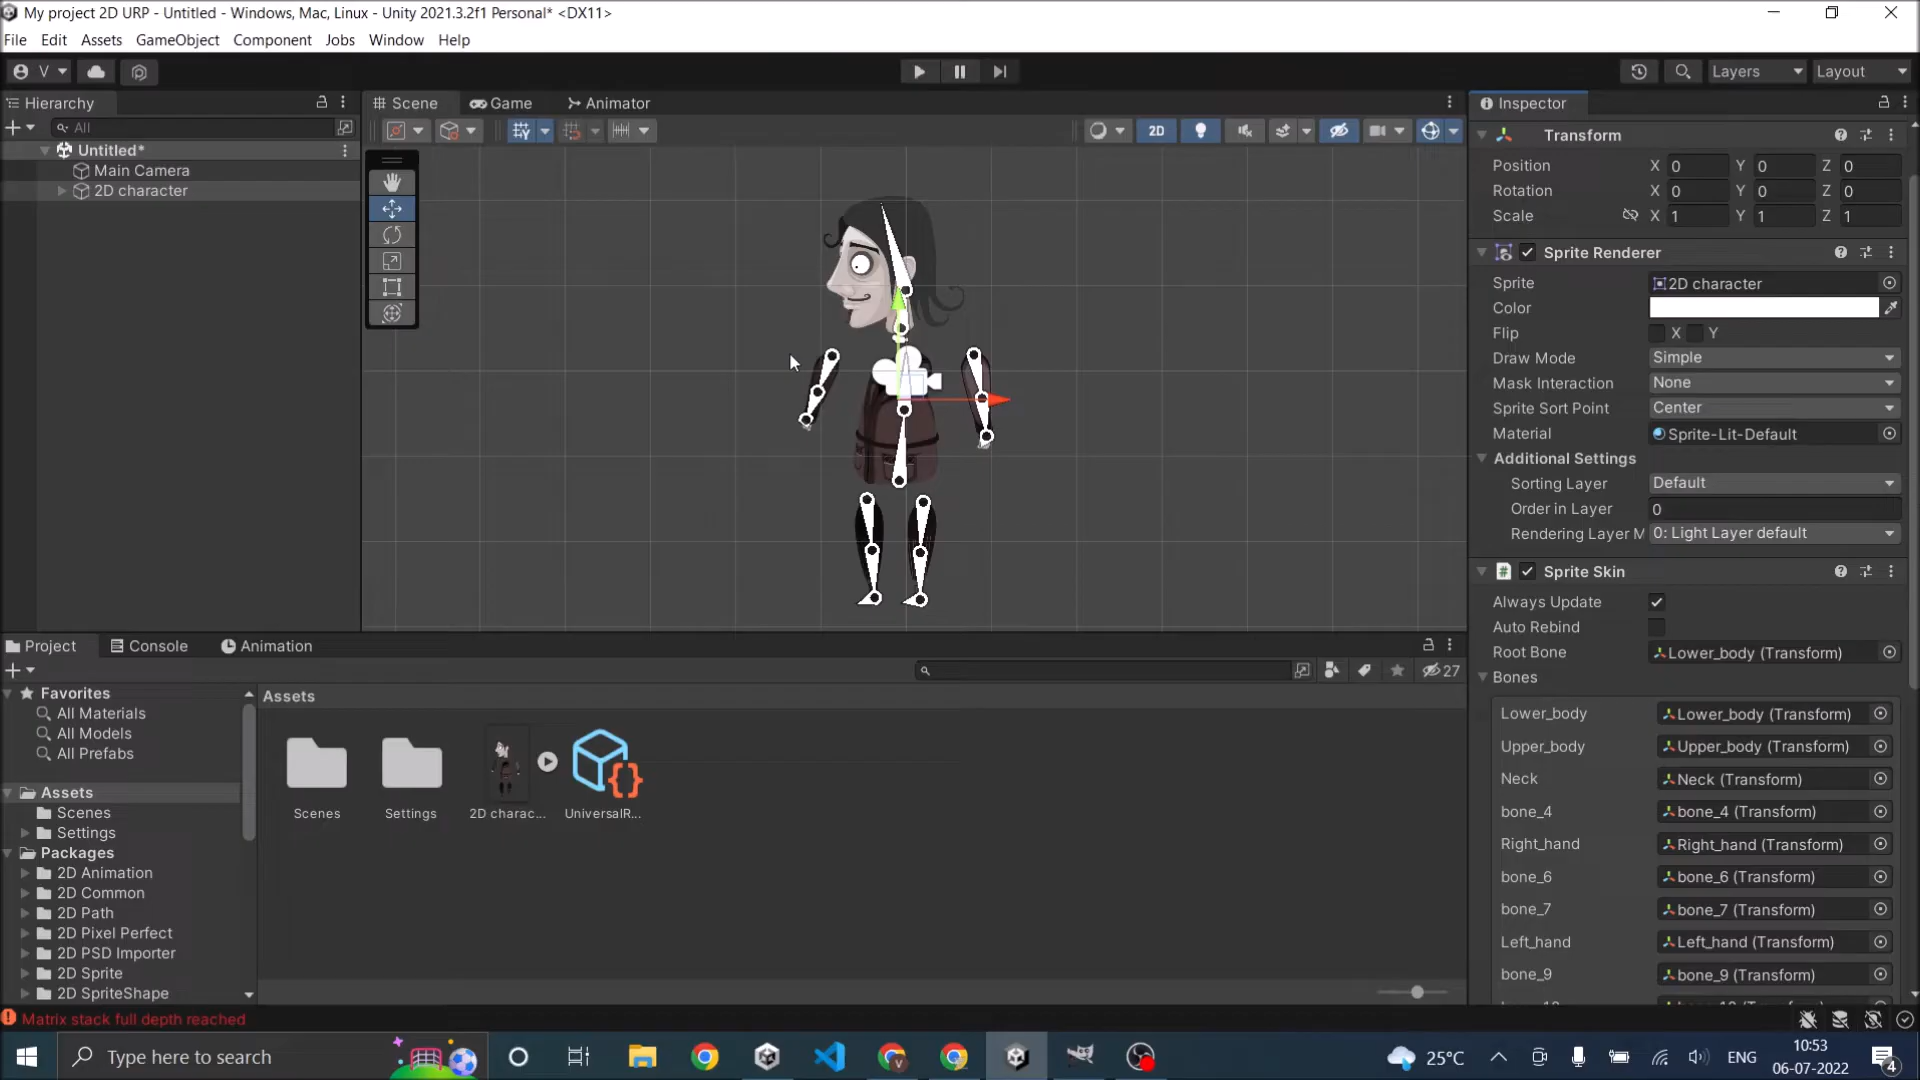 My project 2D URP - Untitled - Windows, Mac, Linux - Unity 2021.3.2f1 Personal* <DX11>
File Edit Assets GameObject Component Jobs Window Help
V
Layers Layout
Hierarchy
Scene Game Animator
Inspector
All
2D
Untitled*
Main Camera
2D character
Transform
Position X 0 Y 0 Z 0
Rotation X 0 Y 0 Z 0
Scale X 1 Y 1 Z 1
Sprite Renderer
Sprite 2D character
Color
Flip X Y
Draw Mode Simple
Mask Interaction None
Sprite Sort Point Center
Material Sprite-Lit-Default
Additional Settings
Sorting Layer Default
Order in Layer 0
Rendering Layer M 0: Light Layer default
# Sprite Skin
Always Update
Auto Rebind
Root Bone Lower_body (Transform)
Bones
Lower_body Lower_body (Transform)
Upper_body Upper_body (Transform)
Neck Neck (Transform)
bone_4 bone_4 (Transform)
Right_hand Right_hand (Transform)
bone_6 bone_6 (Transform)
bone_7 bone_7 (Transform)
Left_hand Left_hand (Transform)
bone_9 bone_9 (Transform)
Project Console Animation
27
Favorites
All Materials
All Models
All Prefabs
Assets
Scenes
Settings
Packages
2D Animation
2D Common
2D Path
2D Pixel Perfect
2D PSD Importer
2D Sprite
2D SpriteShape
Assets
Scenes Settings 2D charac... UniversalR...
Matrix stack full depth reached
Type here to search
25°C
ENG
10:53
06-07-2022
4